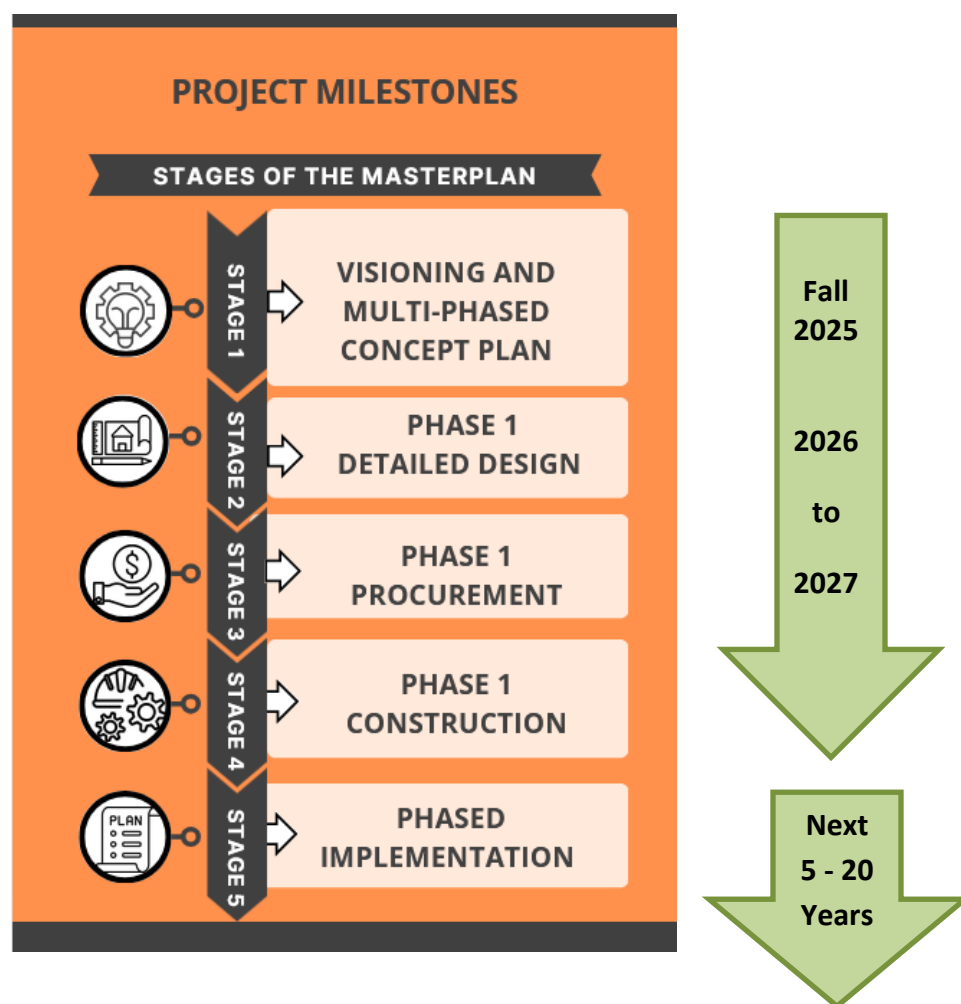 PROJECT MILESTONES
STAGES OF THE MASTERPLAN
STAGE 1
VISIONING AND
MULTI-PHASED
CONCEPT PLAN
STAGE 2
PHASE 1
DETAILED DESIGN
STAGE 3
PHASE 1
PROCUREMENT
$
STAGE 4
PHASE 1
CONSTRUCTION
STAGE 5
PHASED
IMPLEMENTATION
PLAN
Fall
2025
2026
to
2027
Next
5 - 20
Years